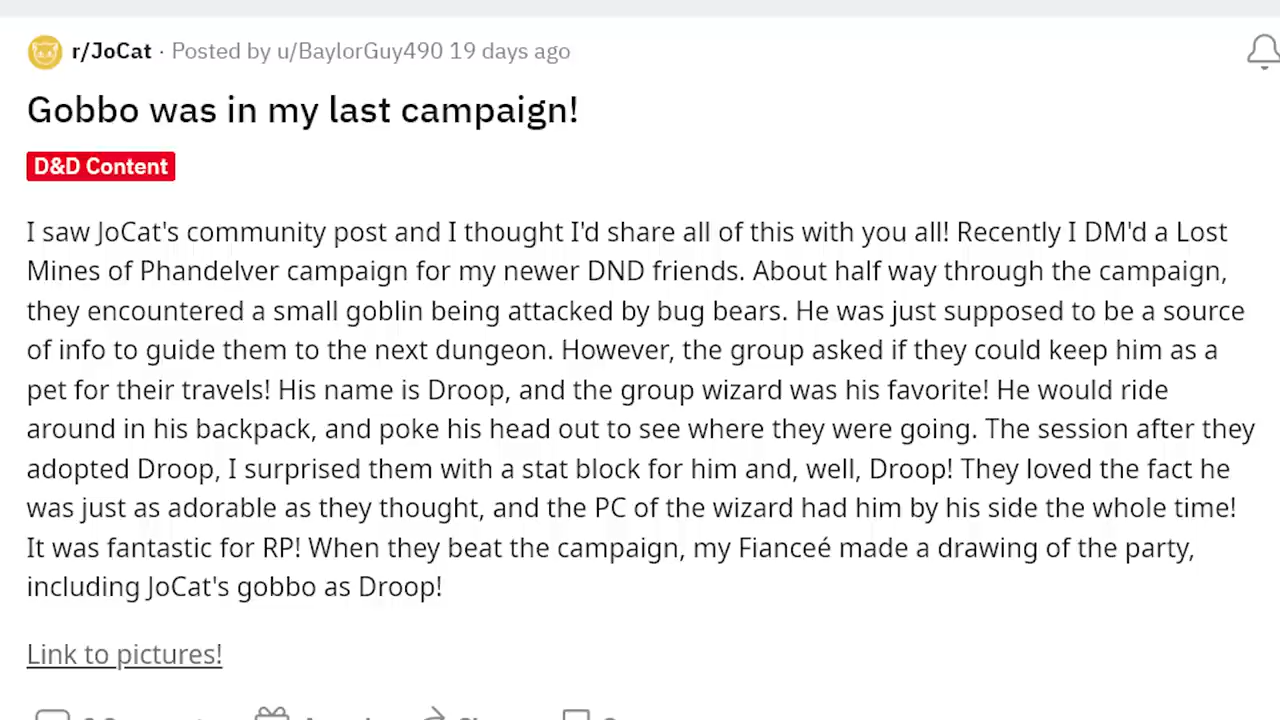 r/JoCat · Posted by u/BaylorGuy490 19 days ago
Gobbo was in my last campaign!
D&D Content
I saw JoCat's community post and I thought I'd share all of this with you all! Recently I DM'd a Lost
Mines of Phandelver campaign for my newer DND friends. About half way through the campaign,
they encountered a small goblin being attacked by bug bears. He was just supposed to be a source
of info to guide them to the next dungeon. However, the group asked if they could keep him as a
pet for their travels! His name is Droop, and the group wizard was his favorite! He would ride
around in his backpack, and poke his head out to see where they were going. The session after they
adopted Droop, I surprised them with a stat block for him and, well, Droop! They loved the fact he
was just as adorable as they thought, and the PC of the wizard had him by his side the whole time!
It was fantastic for RP! When they beat the campaign, my Fianceé made a drawing of the party,
including JoCat's gobbo as Droop!
Link to pictures!